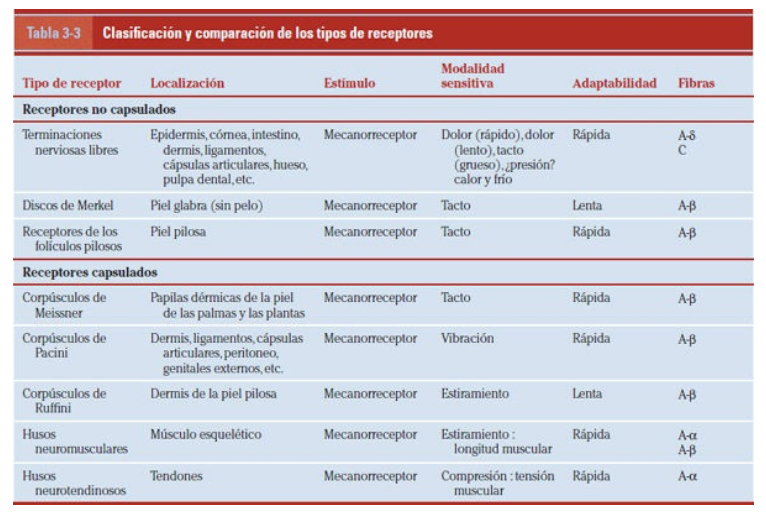 Tabla 3-3 Clasificación y comparación de los tipos de receptores
Tipo de receptor Localización Estímulo Modalidad sensitiva Adaptabilidad Fibras
Receptores no capsulados
Terminaciones Epidermis, córnea, intestino, Mecanorreceptor Dolor (rápido), dolor Rápida A-δ
nerviosas libres dermis, ligamentos, (lento), tacto C
cápsulas articulares, hueso, (grueso), ¿presión?
pulpa dental, etc. calor y frío
Discos de Merkel Piel glabra (sin pelo) Mecanorreceptor Tacto Lenta A-β
Receptores de los Piel pilosa Mecanorreceptor Tacto Rápida A-β
folículos pilosos
Receptores capsulados
Corpúsculos de Papilas dérmicas de la piel Mecanorreceptor Tacto Rápida A-β
Meissner de las palmas y las plantas
Corpúsculos de Dermis, ligamentos, cápsulas Mecanorreceptor Vibración Rápida A-β
Pacini articulares, peritoneo,
genitales externos, etc.
Corpúsculos de Dermis de la piel pilosa Mecanorreceptor Estiramiento Lenta A-β
Ruffini
Husos Músculo esquelético Mecanorreceptor Estiramiento : Rápida A-α
neuromusculares longitud muscular A-β
Husos Tendones Mecanorreceptor Compresión : tensión Rápida A-α
neurotendinosos muscular